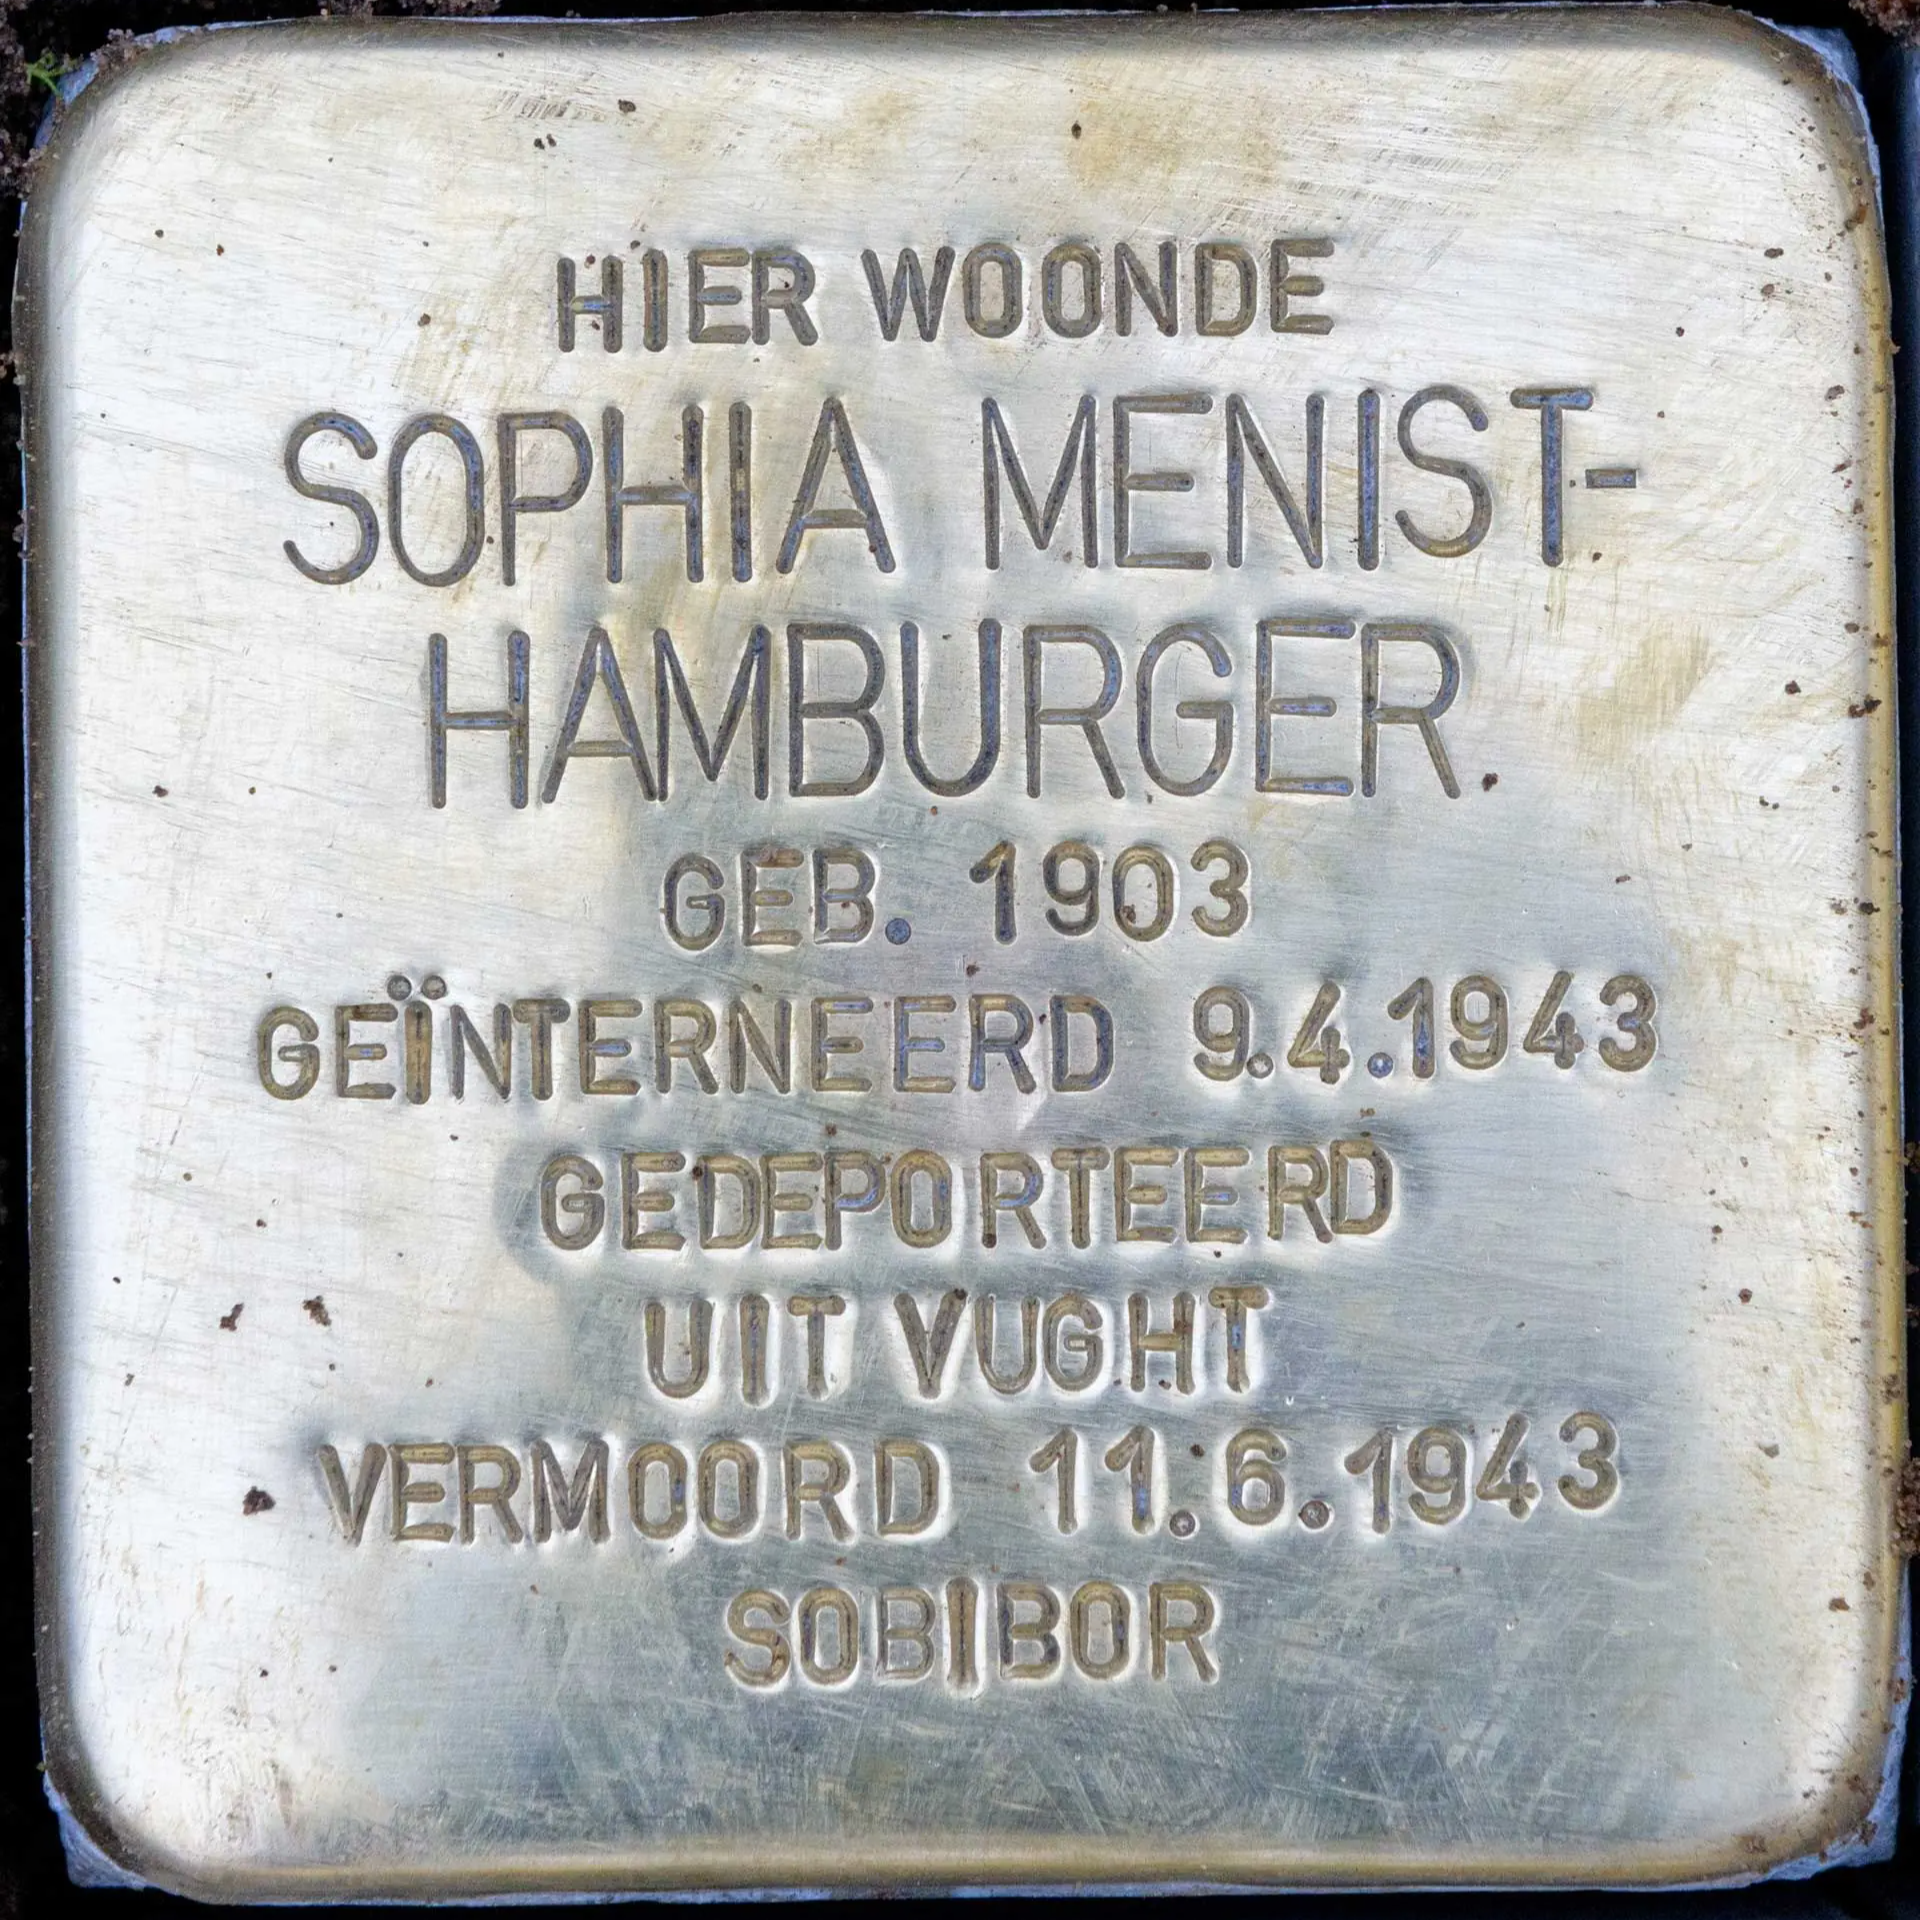 HIER WOONDE
SOPHIA MENIST-
HAMBURGER
GEB. 1903
GEÏNTERNEERD 9.4.1943
GEDEPORTEERD
UIT VUGHT
VERMOORD 11.6.1943
SOBIBOR